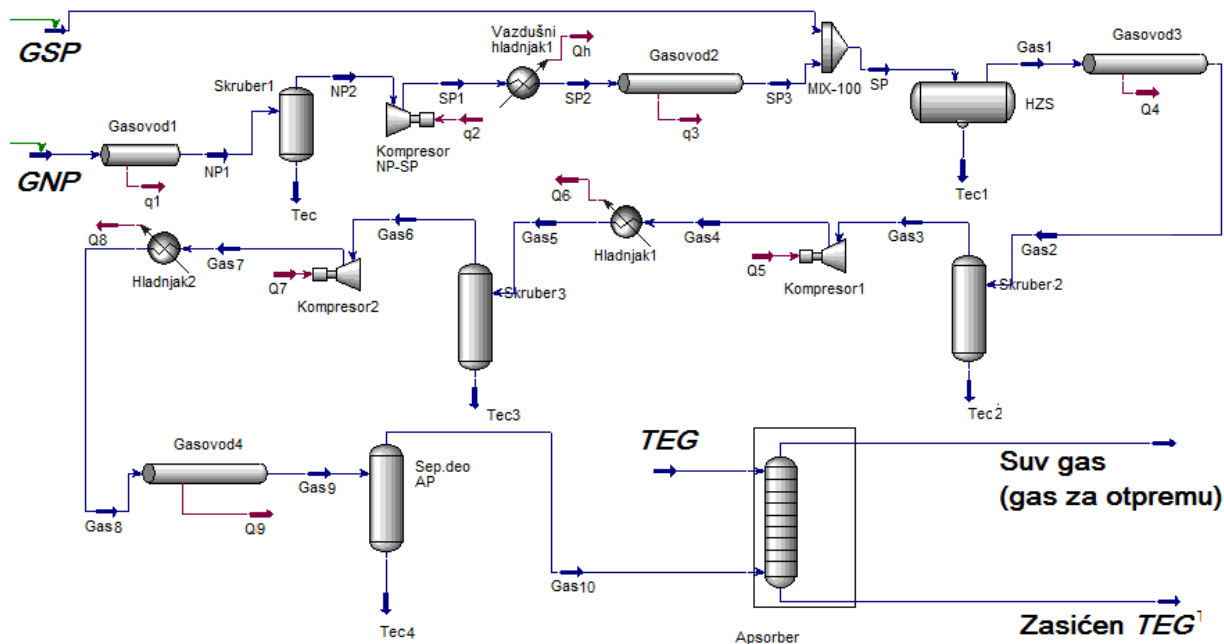 GSP
Vazdušni
hladnjak1
Qh
Gasovod2
MIX-100
SP
Gas1
Gasovod3
Skruber1
NP2
SP1
SP2
SP3
HZS
Q4
q3
q2
Kompresor
NP-SP
Gasovod1
GNP
NP1
q1
Tec
Tec1
Q6
Q8
Gas7
Hladnjak2
Gas6
Gas5
Hladnjak1
Gas4
Gas3
Gas2
Q7
Kompresor2
Skruber3
Q5
Kompresor1
Skruber-2
Tec3
Tec2
Gasovod4
Gas8
Gas9
Q9
Sep.deo
AP
Tec4
Gas10
TEG
Apsorber
Suv gas
(gas za otpremu)
Zasićen TEG